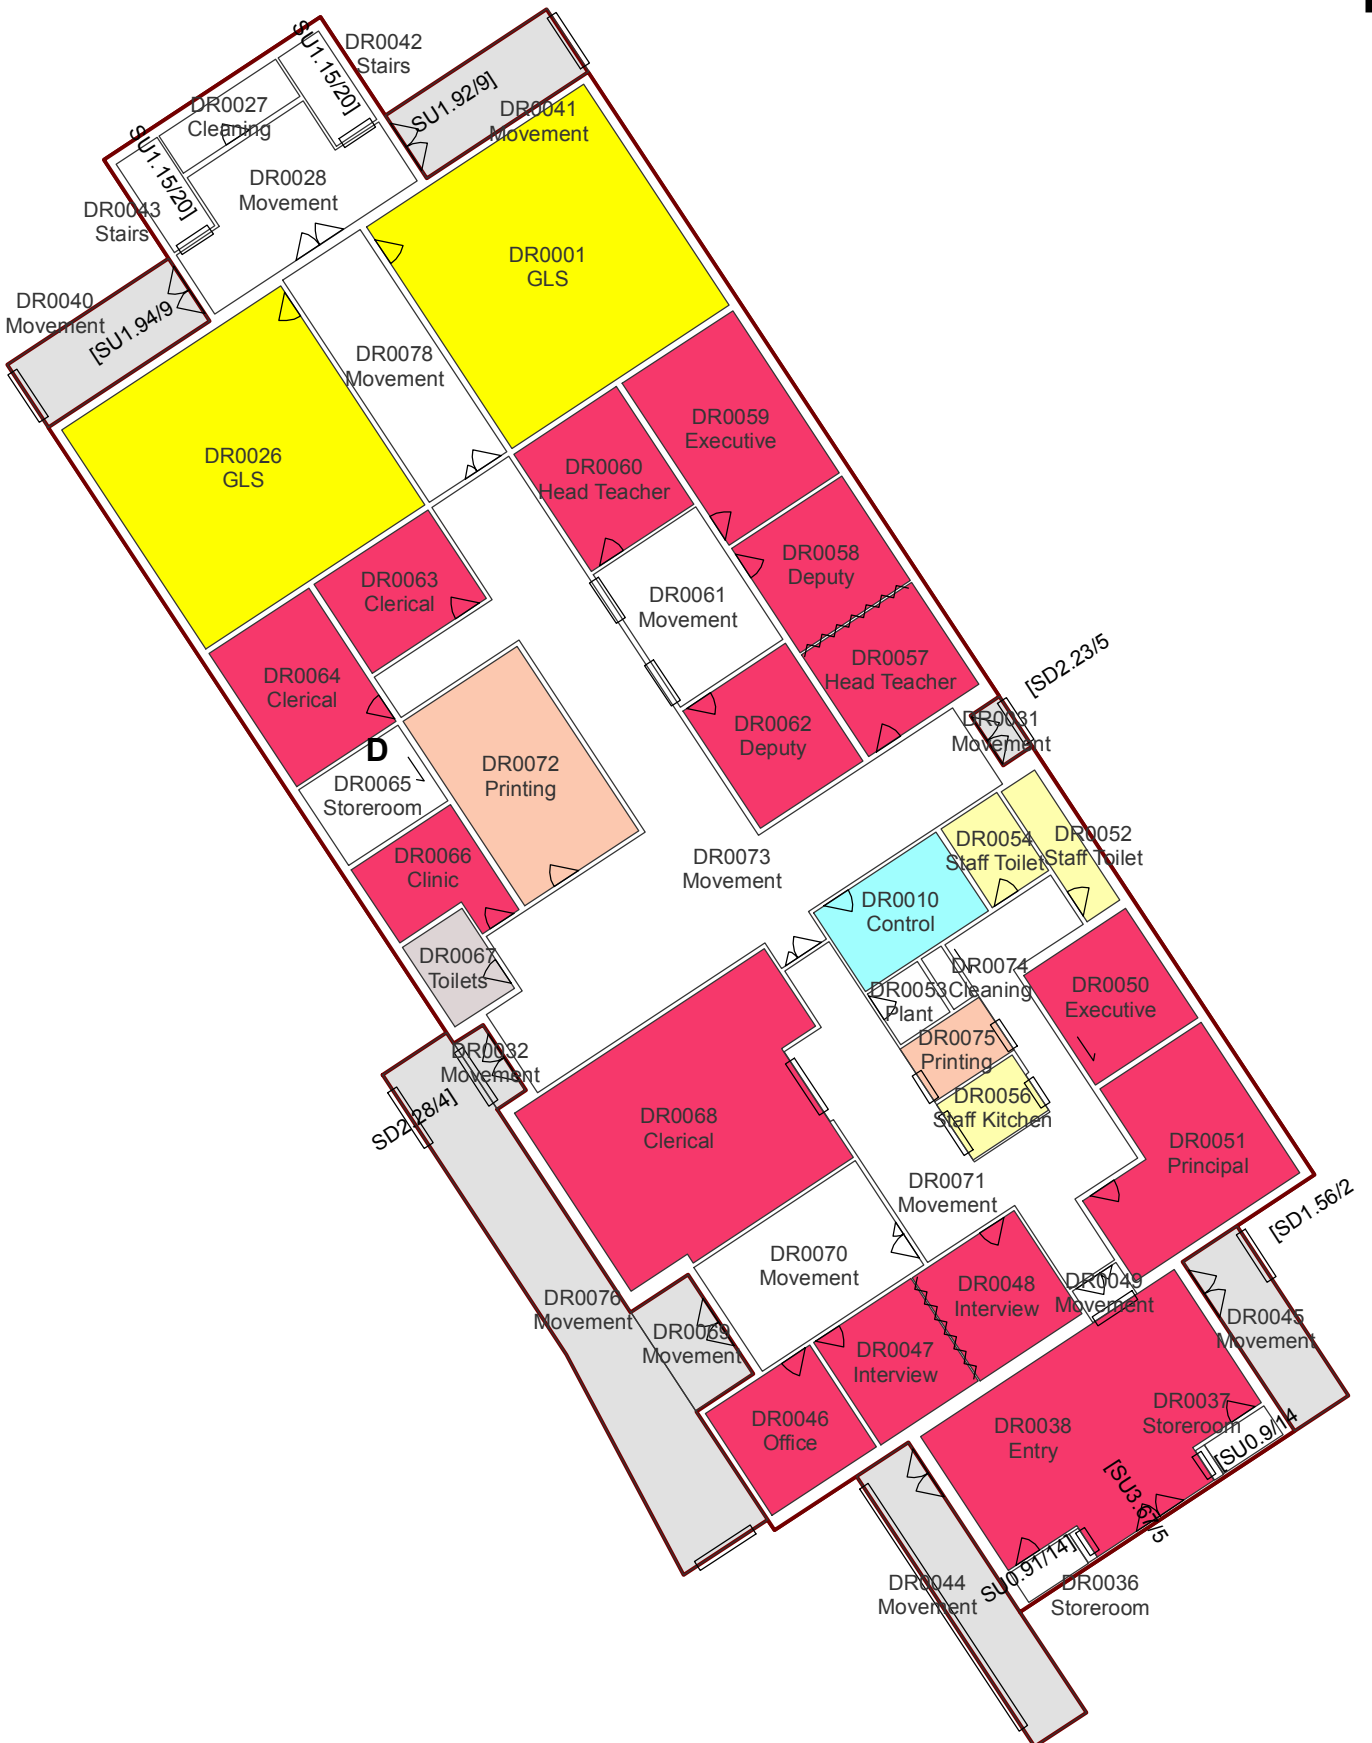 DR0042
Stairs
SU1.15/20]
SU1.92/9]
DR0041
Movement
DR0027
Cleaning
SU1.15/20]
DR0028
Movement
DR0043
Stairs
DR0040
Movement
[SU1.94/9
DR0001
GLS
DR0078
Movement
DR0026
GLS
DR0059
Executive
DR0060
Head Teacher
DR0058
Deputy
DR0063
Clerical
DR0061
Movement
DR0057
Head Teacher
[SD2.23/5
DR0064
Clerical
DR0062
Deputy
DR0031
Movement
D
DR0065
Storeroom
DR0072
Printing
DR0066
Clinic
DR0073
Movement
DR0054
Staff Toilet
DR0052
Staff Toilet
DR0010
Control
DR0067
Toilets
DR0053
Plant
DR0074
Cleaning
DR0050
Executive
DR0032
Movement
DR0075
Printing
SD2.28/4]
DR0068
Clerical
DR0056
Staff Kitchen
DR0051
Principal
DR0071
Movement
[SD1.56/2
DR0070
Movement
DR0076
Movement
DR0048
Interview
DR0049
Movement
DR0069
Movement
DR0045
Movement
DR0047
Interview
DR0046
Office
DR0038
Entry
DR0037
Storeroom
[SU0.9/14
[SU3.67/5
SU0.91/14]
DR0044
Movement
DR0036
Storeroom